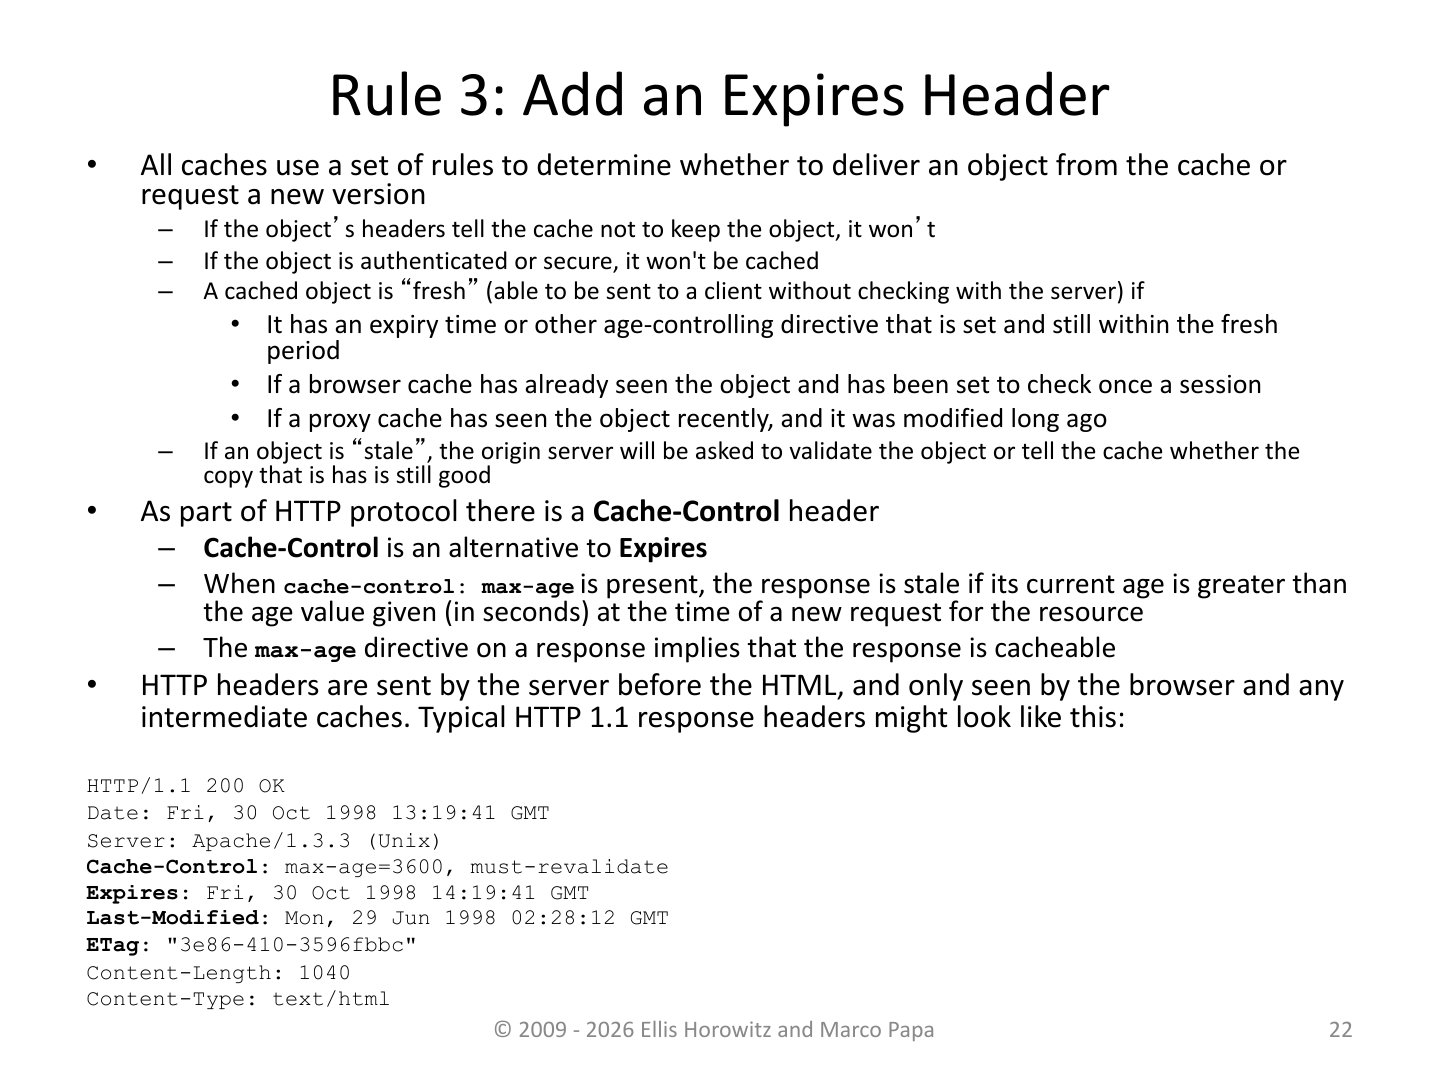 Rule 3: Add an Expires Header
• All caches use a set of rules to determine whether to deliver an object from the cache or
request a new version
– If the object’s headers tell the cache not to keep the object, it won’t
– If the object is authenticated or secure, it won't be cached
– A cached object is “fresh” (able to be sent to a client without checking with the server) if
• It has an expiry time or other age-controlling directive that is set and still within the fresh
period
• If a browser cache has already seen the object and has been set to check once a session
• If a proxy cache has seen the object recently, and it was modified long ago
– If an object is “stale”, the origin server will be asked to validate the object or tell the cache whether the
copy that is has is still good
• As part of HTTP protocol there is a Cache-Control header
– Cache-Control is an alternative to Expires
– When cache-control: max-age is present, the response is stale if its current age is greater than
the age value given (in seconds) at the time of a new request for the resource
– The max-age directive on a response implies that the response is cacheable
• HTTP headers are sent by the server before the HTML, and only seen by the browser and any
intermediate caches. Typical HTTP 1.1 response headers might look like this:
HTTP/1.1 200 OK
Date: Fri, 30 Oct 1998 13:19:41 GMT
Server: Apache/1.3.3 (Unix)
Cache-Control: max-age=3600, must-revalidate
Expires: Fri, 30 Oct 1998 14:19:41 GMT
Last-Modified: Mon, 29 Jun 1998 02:28:12 GMT
ETag: "3e86-410-3596fbbc"
Content-Length: 1040
Content-Type: text/html
© 2009 - 2026 Ellis Horowitz and Marco Papa
22